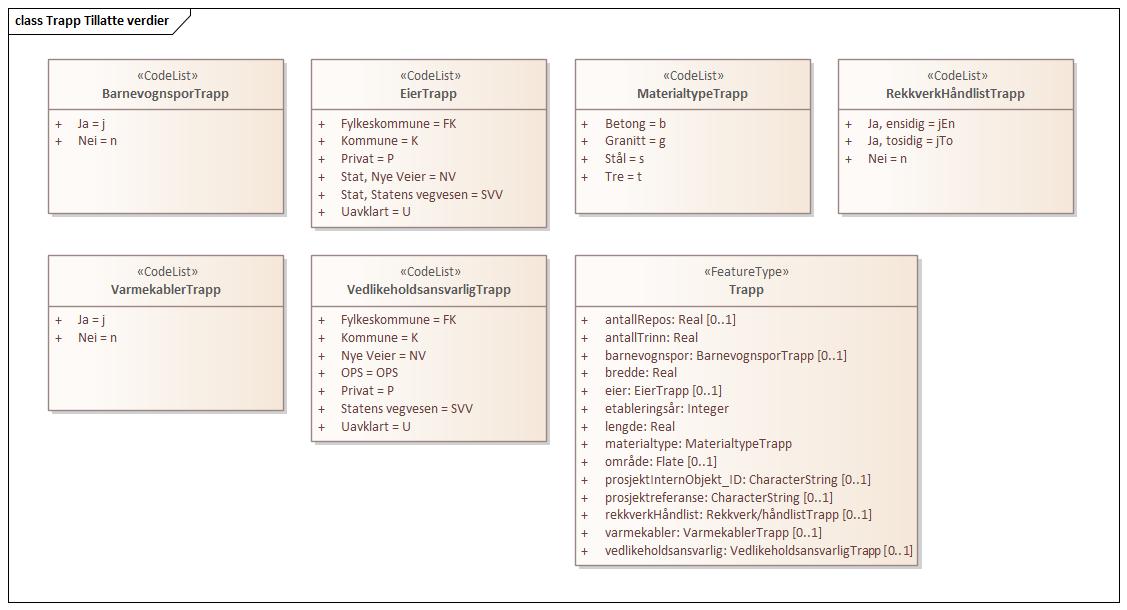 class Trapp Tillatte verdier
«CodeList»
BarnevognsporTrapp
+ Ja = j
+ Nei = n
«CodeList»
EierTrapp
+ Fylkeskommune = FK
+ Kommune = K
+ Privat = P
+ Stat, Nye Veier = NV
+ Stat, Statens vegvesen = SVV
+ Uavklart = U
«CodeList»
MaterialtypeTrapp
+ Betong = b
+ Granitt = g
+ Stål = s
+ Tre = t
«CodeList»
RekkverkHåndlistTrapp
+ Ja, ensidig = jEn
+ Ja, tosidig = jTo
+ Nei = n
«CodeList»
VarmekablerTrapp
+ Ja = j
+ Nei = n
«CodeList»
VedlikeholdsansvarligTrapp
+ Fylkeskommune = FK
+ Kommune = K
+ Nye Veier = NV
+ OPS = OPS
+ Privat = P
+ Statens vegvesen = SVV
+ Uavklart = U
«FeatureType»
Trapp
+ antallRepos: Real [0..1]
+ antallTrinn: Real
+ barnevognspor: BarnevognsporTrapp [0..1]
+ bredde: Real
+ eier: EierTrapp [0..1]
+ etableringsår: Integer
+ lengde: Real
+ materialtype: MaterialtypeTrapp
+ område: Flate [0..1]
+ prosjektInternObjekt_ID: CharacterString [0..1]
+ prosjektreferanse: CharacterString [0..1]
+ rekkverkHåndlist: Rekkverk/håndlistTrapp [0..1]
+ varmekabler: VarmekablerTrapp [0..1]
+ vedlikeholdsansvarlig: VedlikeholdsansvarligTrapp [0..1]